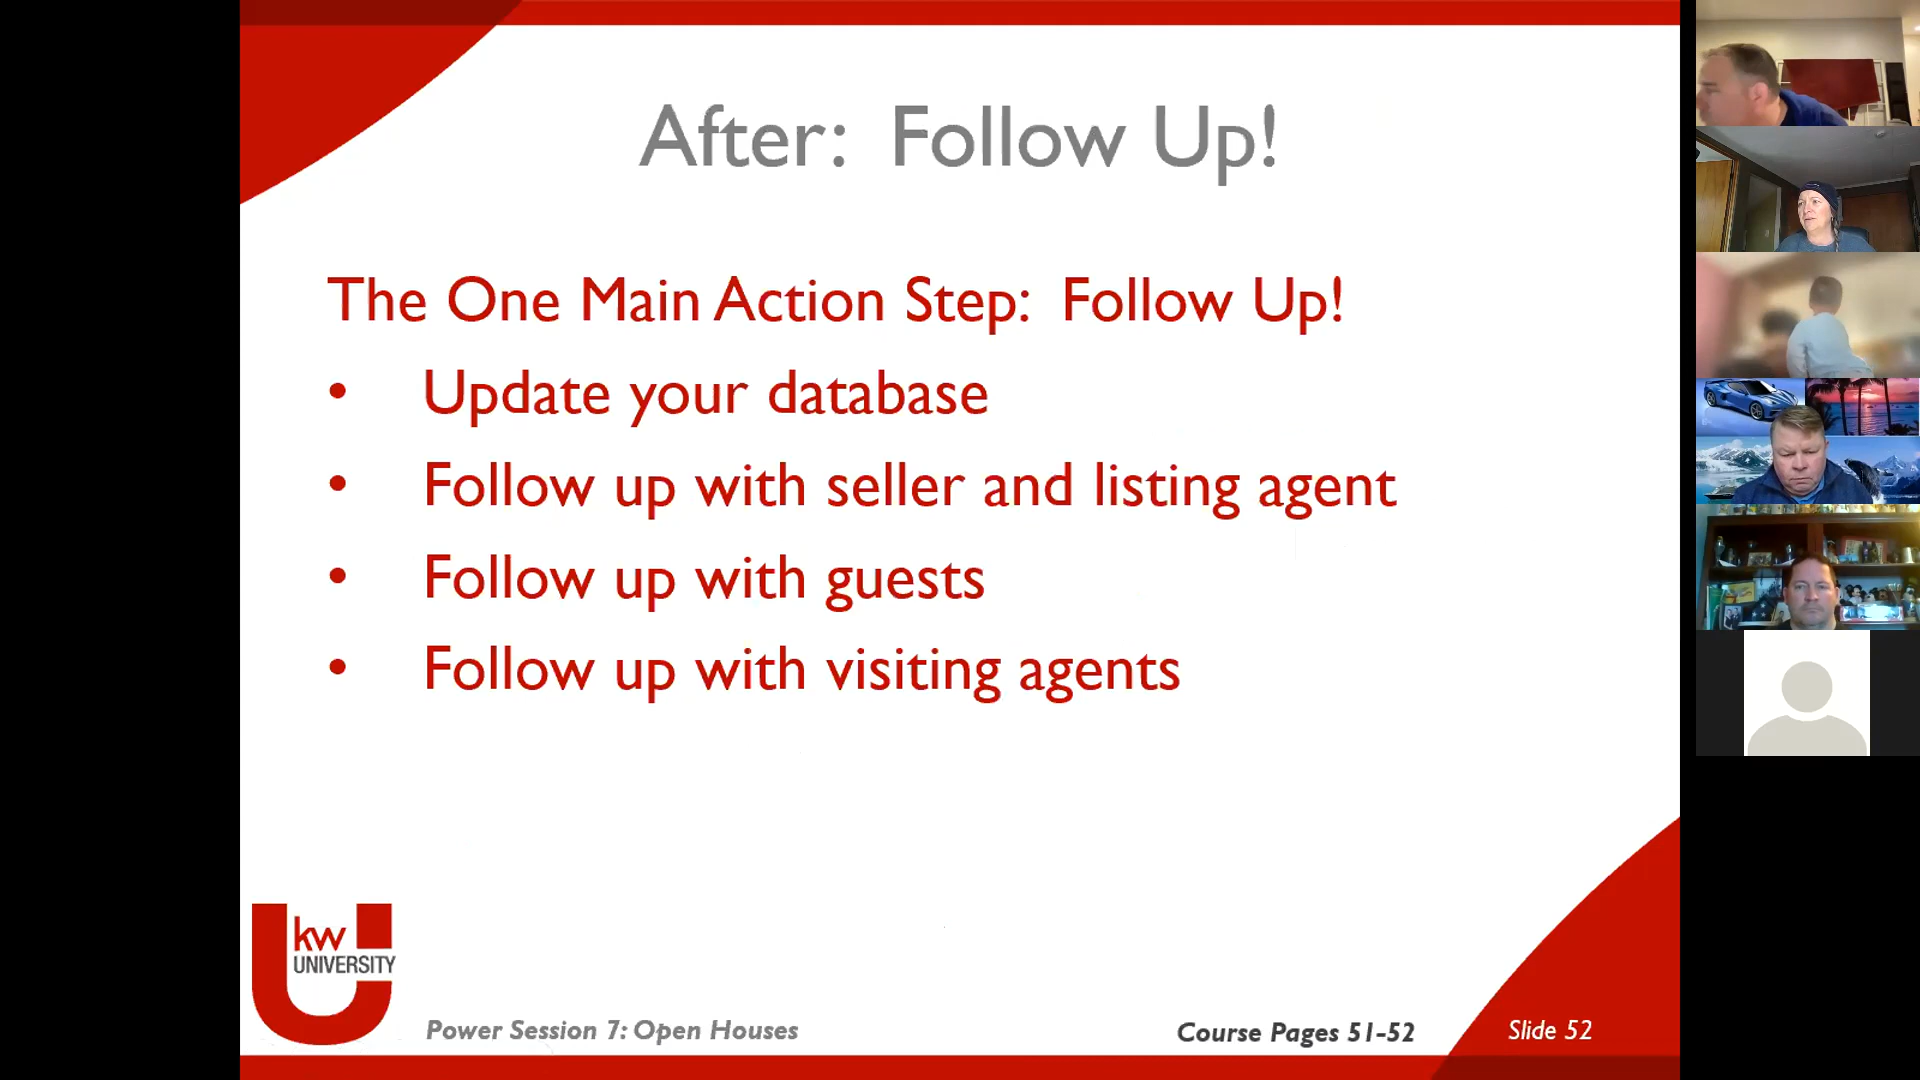 After: Follow Up!
The One Main Action Step: Follow Up!
• Update your database
• Follow up with seller and listing agent
• Follow up with guests
• Follow up with visiting agents
kw
UNIVERSITY
Power Session 7: Open Houses
Course Pages 51-52
Slide 52